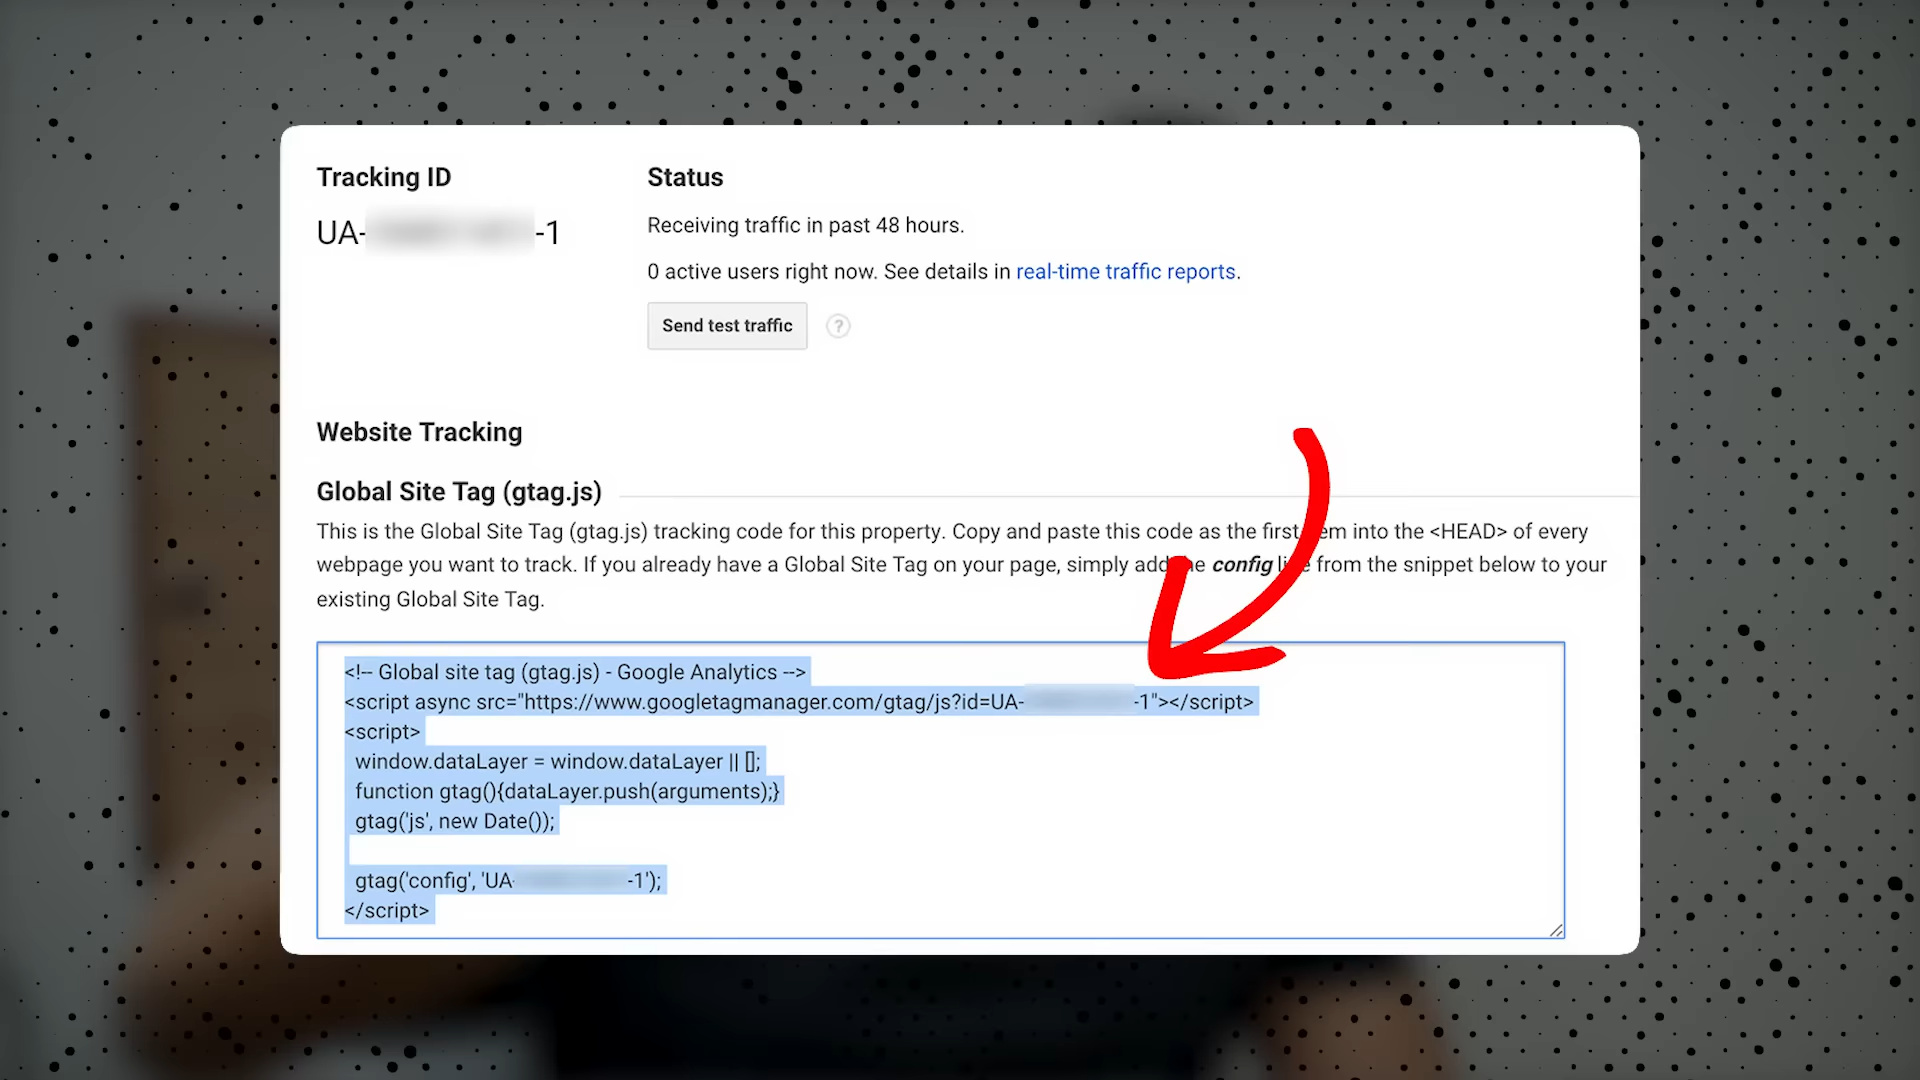 Tracking ID
UA- -1
Status
Receiving traffic in past 48 hours.
0 active users right now. See details in real-time traffic reports.
Send test traffic
?
Website Tracking
Global Site Tag (gtag.js)
This is the Global Site Tag (gtag.js) tracking code for this property. Copy and paste this code as the first into the <HEAD> of every
webpage you want to track. If you already have a Global Site Tag on your page, simply add config from the snippet below to your
existing Global Site Tag.
<!-- Global site tag (gtag.js) - Google Analytics -->
<script async src="https://www.googletagmanager.com/gtag/js?id=UA- -1"></script>
<script>
window.dataLayer = window.dataLayer || [];
function gtag(){dataLayer.push(arguments);}
gtag('js', new Date());
gtag('config', 'UA- -1');
</script>